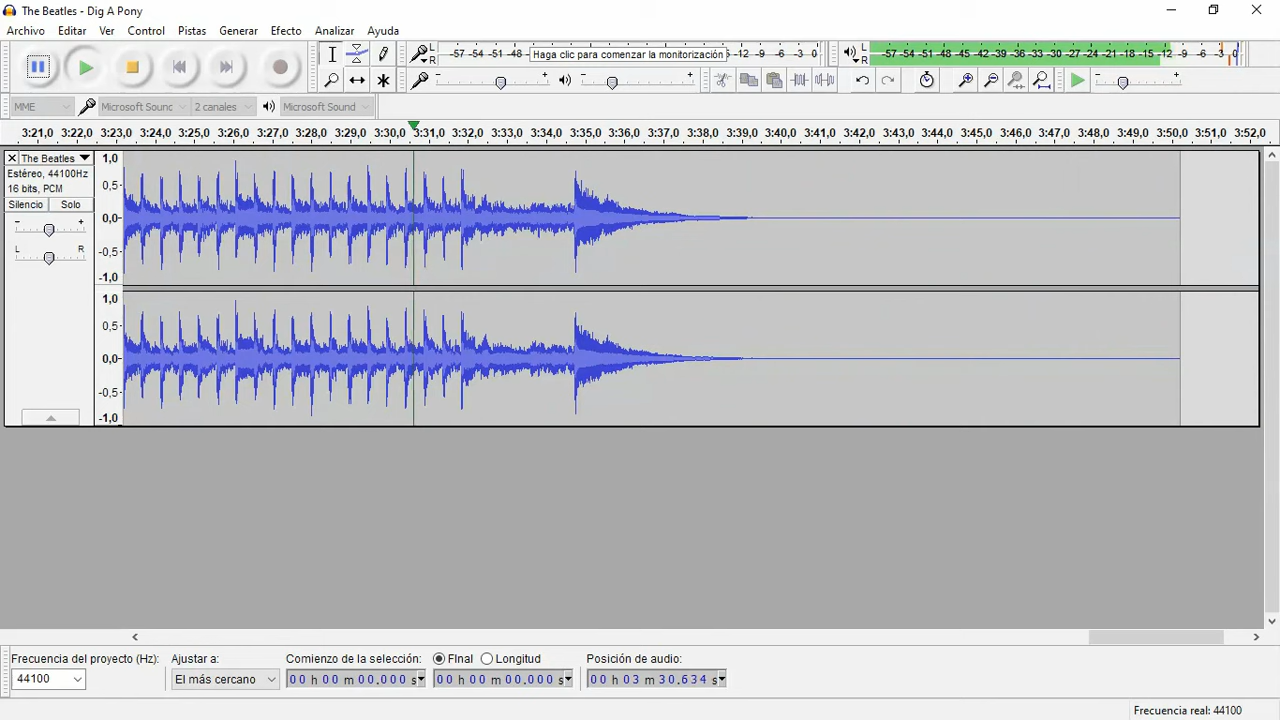 The Beatles - Dig A Pony
Archivo Editar Ver Control Pistas Generar Efecto Analizar Ayuda
L R -57 -54 -51 -48 Haga clic para comenzar la monitorización -12 -9 -6 -3 0
L R -57 -54 -51 -48 -45 -42 -39 -36 -33 -30 -27 -24 -21 -18 -15 -12 -9 -6 -3 0
MME Microsoft Sound 2 canales Microsoft Sound
3:21,0 3:22,0 3:23,0 3:24,0 3:25,0 3:26,0 3:27,0 3:28,0 3:29,0 3:30,0 3:31,0 3:32,0 3:33,0 3:34,0 3:35,0 3:36,0 3:37,0 3:38,0 3:39,0 3:40,0 3:41,0 3:42,0 3:43,0 3:44,0 3:45,0 3:46,0 3:47,0 3:48,0 3:49,0 3:50,0 3:51,0 3:52,0
The Beatles 1,0
Estéreo, 44100Hz
16 bits, PCM 0,5
Silencio Solo
- + 0,0
L R -0,5
-1,0
1,0
0,5
0,0
-0,5
-1,0
Frecuencia del proyecto (Hz): Ajustar a: Comienzo de la selección: FInal Longitud Posición de audio:
44100 El más cercano 00 h 00 m 00.000 s 00 h 00 m 00.000 s 00 h 03 m 30.634 s
Frecuencia real: 44100